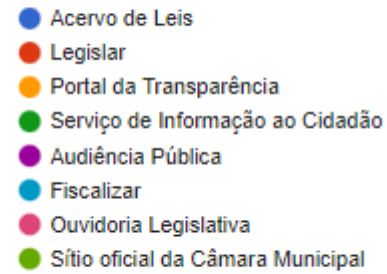 Acervo de Leis
Legislar
Portal da Transparência
Serviço de Informação ao Cidadão
Audiência Pública
Fiscalizar
Ouvidoria Legislativa
Sítio oficial da Câmara Municipal